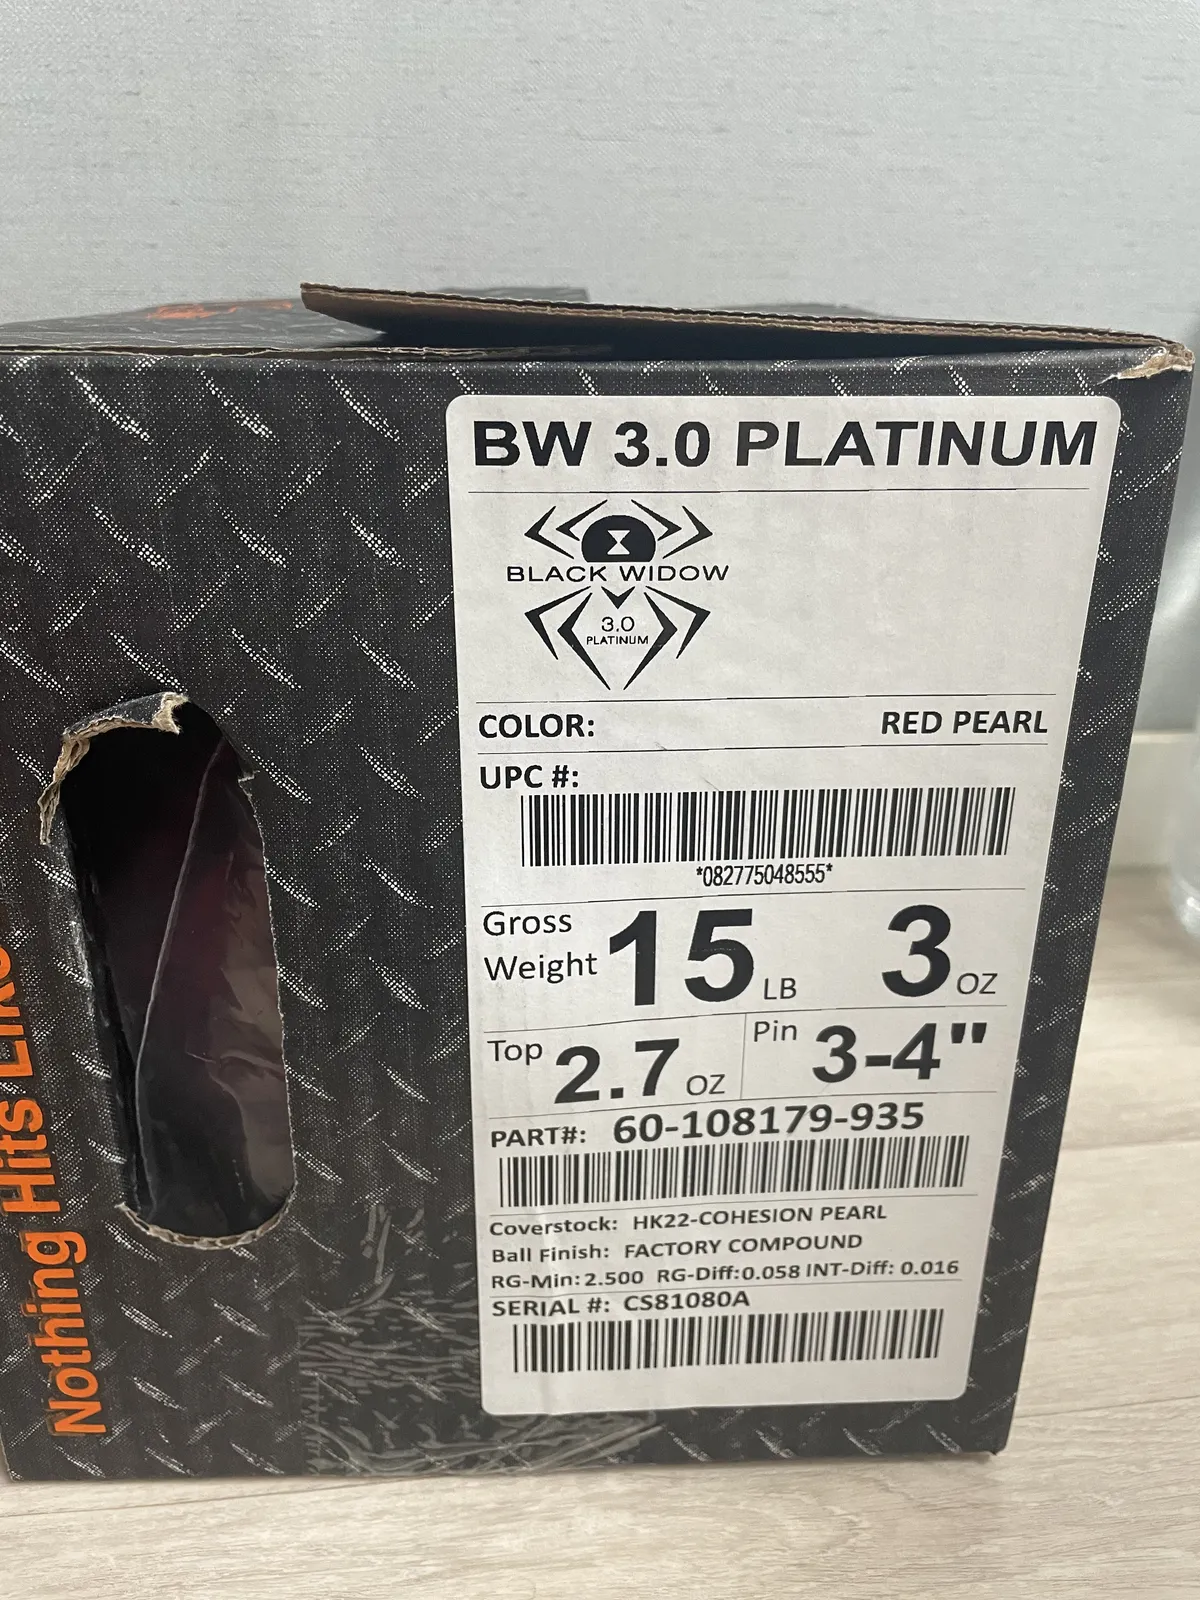 BW 3.0 PLATINUM
BLACK WIDOW
3.0
PLATINUM
COLOR: RED PEARL
UPC #:
*082775048555*
Gross Weight 15 LB 3 OZ
Top 2.7 OZ Pin 3-4"
PART#: 60-108179-935
Coverstock: HK22-COHESION PEARL
Ball Finish: FACTORY COMPOUND
RG-Min: 2.500 RG-Diff: 0.058 INT-Diff: 0.016
SERIAL #: CS81080A
Nothing Hits Like